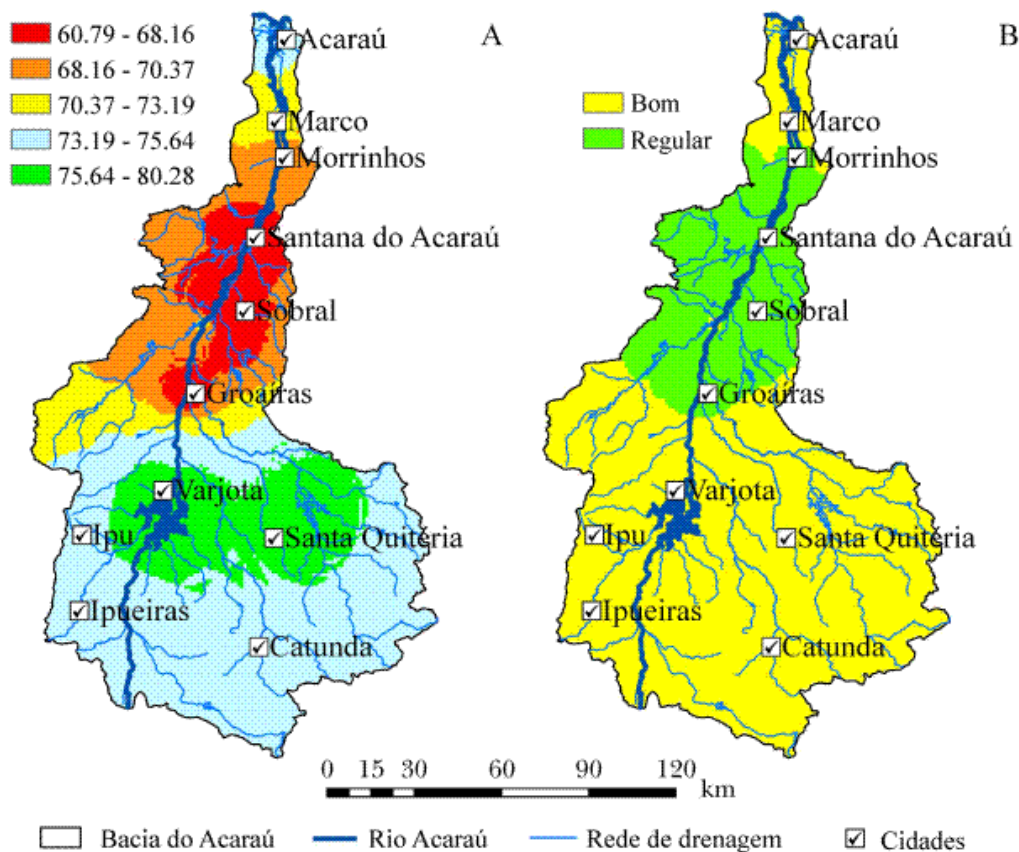 A
60.79 - 68.16
68.16 - 70.37
70.37 - 73.19
73.19 - 75.64
75.64 - 80.28
Acaraú
Marco
Morrinhos
Santana do Acaraú
Sobral
Groaíras
Varjota
Ipu
Santa Quitéria
Ipueiras
Catunda
B
Bom
Regular
Acaraú
Marco
Morrinhos
Santana do Acaraú
Sobral
Groaíras
Varjota
Ipu
Santa Quitéria
Ipueiras
Catunda
0 15 30 60 90 120
km
Bacia do Acaraú Rio Acaraú Rede de drenagem Cidades